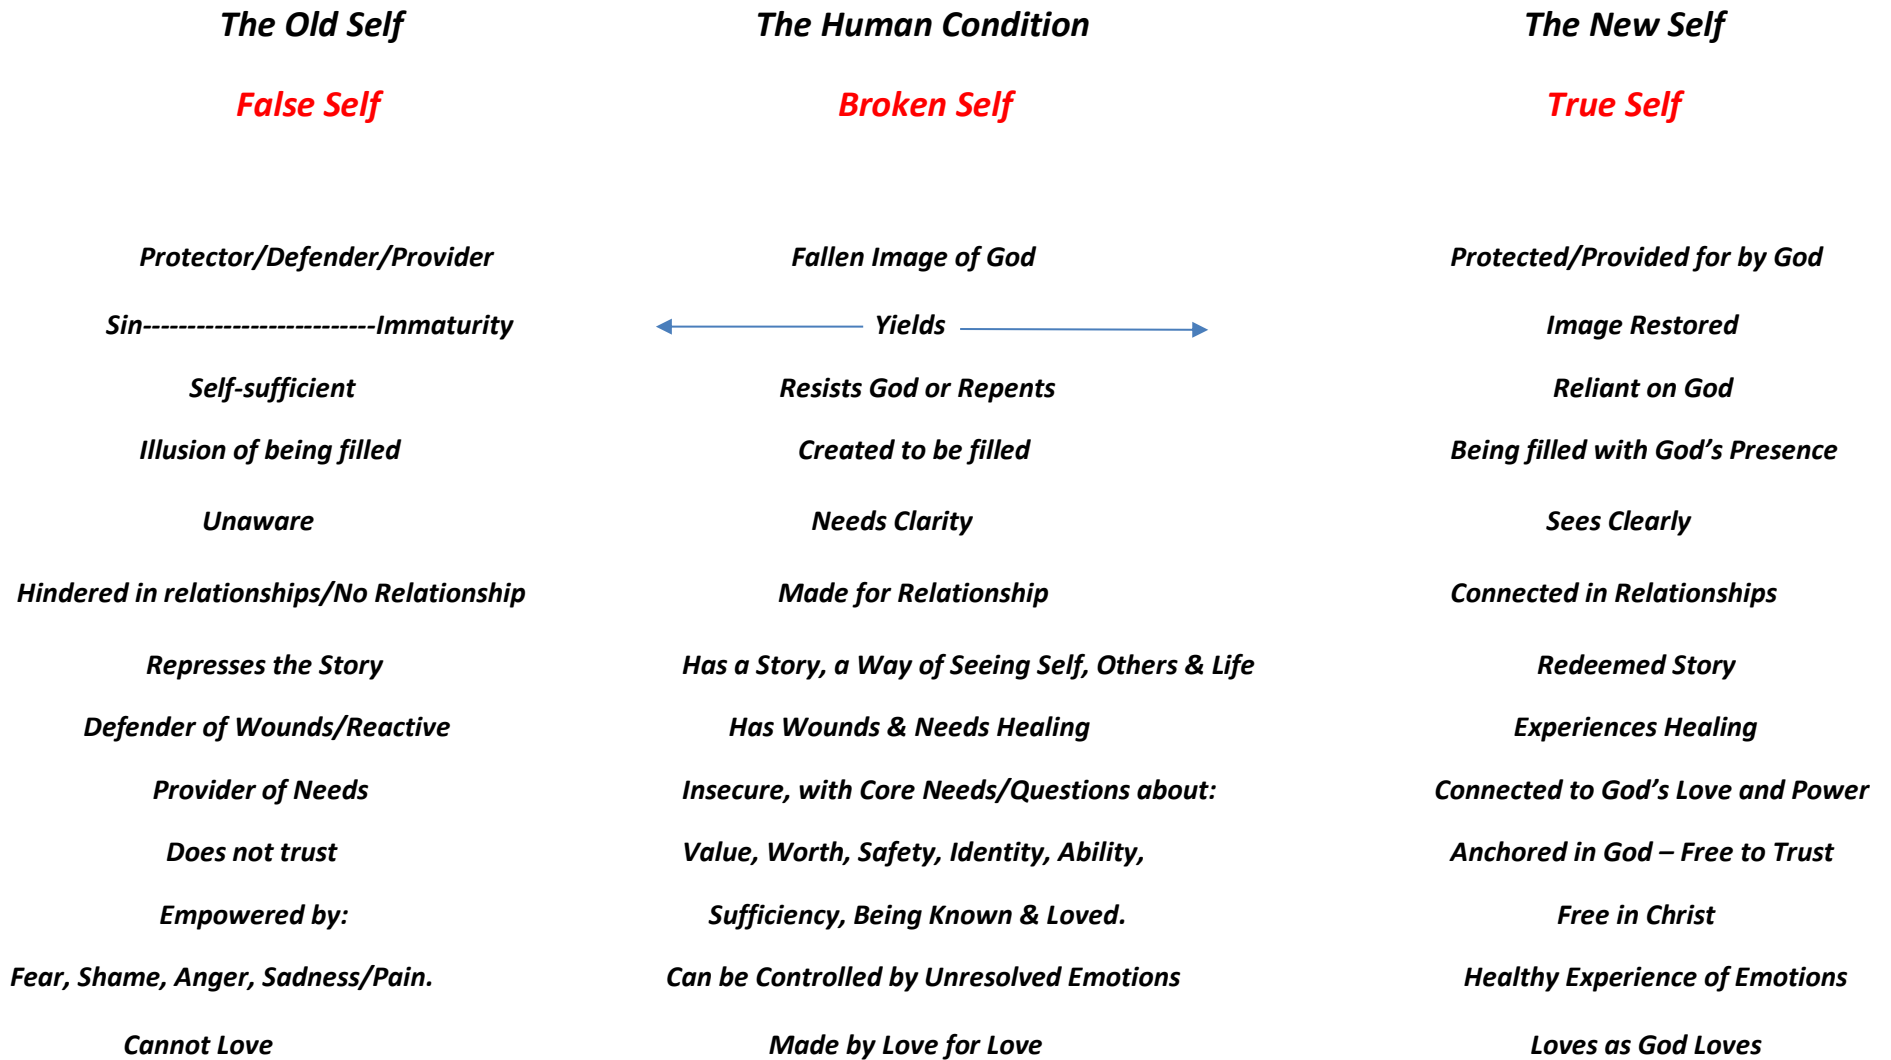 The Old Self The Human Condition The New Self
False Self Broken Self True Self
Protector/Defender/Provider Fallen Image of God Protected/Provided for by God
Sin--------------------------Immaturity Yields Image Restored
Self-sufficient Resists God or Repents Reliant on God
Illusion of being filled Created to be filled Being filled with God’s Presence
Unaware Needs Clarity Sees Clearly
Hindered in relationships/No Relationship Made for Relationship Connected in Relationships
Represses the Story Has a Story, a Way of Seeing Self, Others & Life Redeemed Story
Defender of Wounds/Reactive Has Wounds & Needs Healing Experiences Healing
Provider of Needs Insecure, with Core Needs/Questions about: Connected to God’s Love and Power
Does not trust Value, Worth, Safety, Identity, Ability, Anchored in God – Free to Trust
Empowered by: Sufficiency, Being Known & Loved. Free in Christ
Fear, Shame, Anger, Sadness/Pain. Can be Controlled by Unresolved Emotions Healthy Experience of Emotions
Cannot Love Made by Love for Love Loves as God Loves